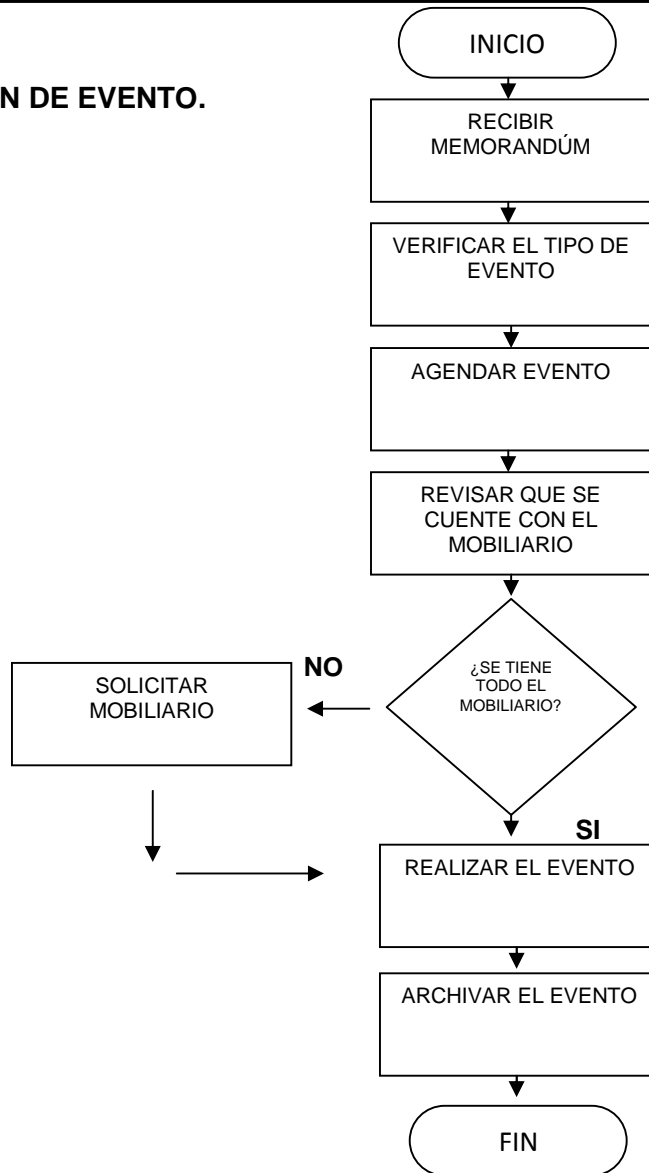 INICIO
N DE EVENTO.
RECIBIR
MEMORANDÚM
VERIFICAR EL TIPO DE
EVENTO
AGENDAR EVENTO
REVISAR QUE SE
CUENTE CON EL
MOBILIARIO
¿SE TIENE
TODO EL
MOBILIARIO?
NO
SOLICITAR
MOBILIARIO
SI
REALIZAR EL EVENTO
ARCHIVAR EL EVENTO
FIN